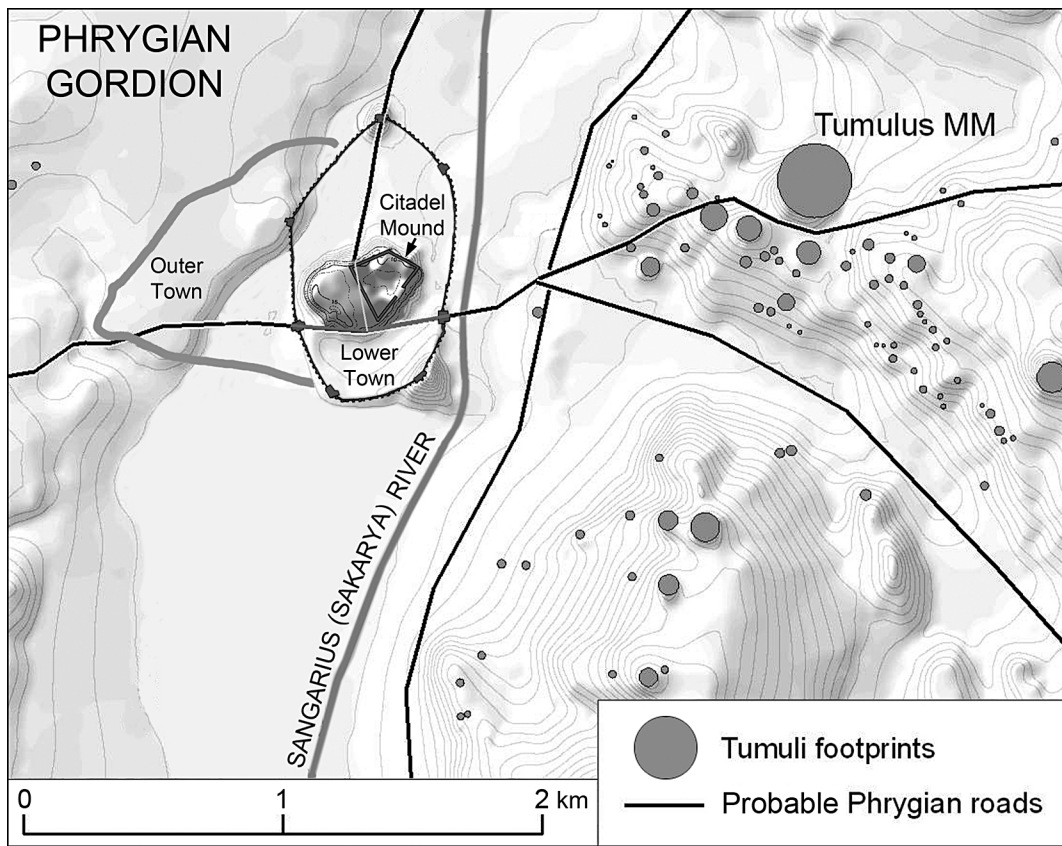 PHRYGIAN
GORDION
Tumulus MM
Citadel
Mound
Outer
Town
Lower
Town
SANGARIUS (SAKARYA) RIVER
Tumuli footprints
Probable Phrygian roads
0
1
2 km